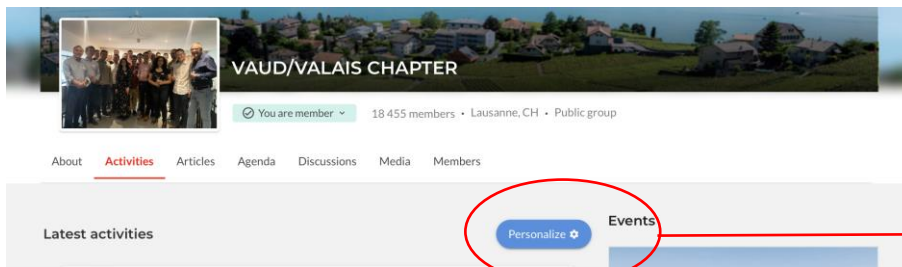 VAUD/VALAIS CHAPTER
You are member
18 455 members • Lausanne, CH • Public group
About Activities Articles Agenda Discussions Media Members
Latest activities
Personalize
Events